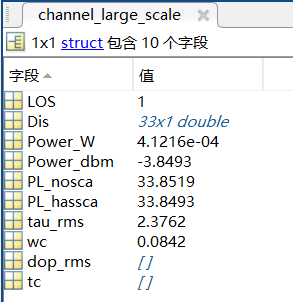 channel_large_scale
1x1 struct 包含 10 个字段
字段 值
LOS 1
Dis 33x1 double
Power_W 4.1216e-04
Power_dbm -3.8493
PL_nosca 33.8519
PL_hassca 33.8493
tau_rms 2.3762
wc 0.0842
dop_rms []
tc []